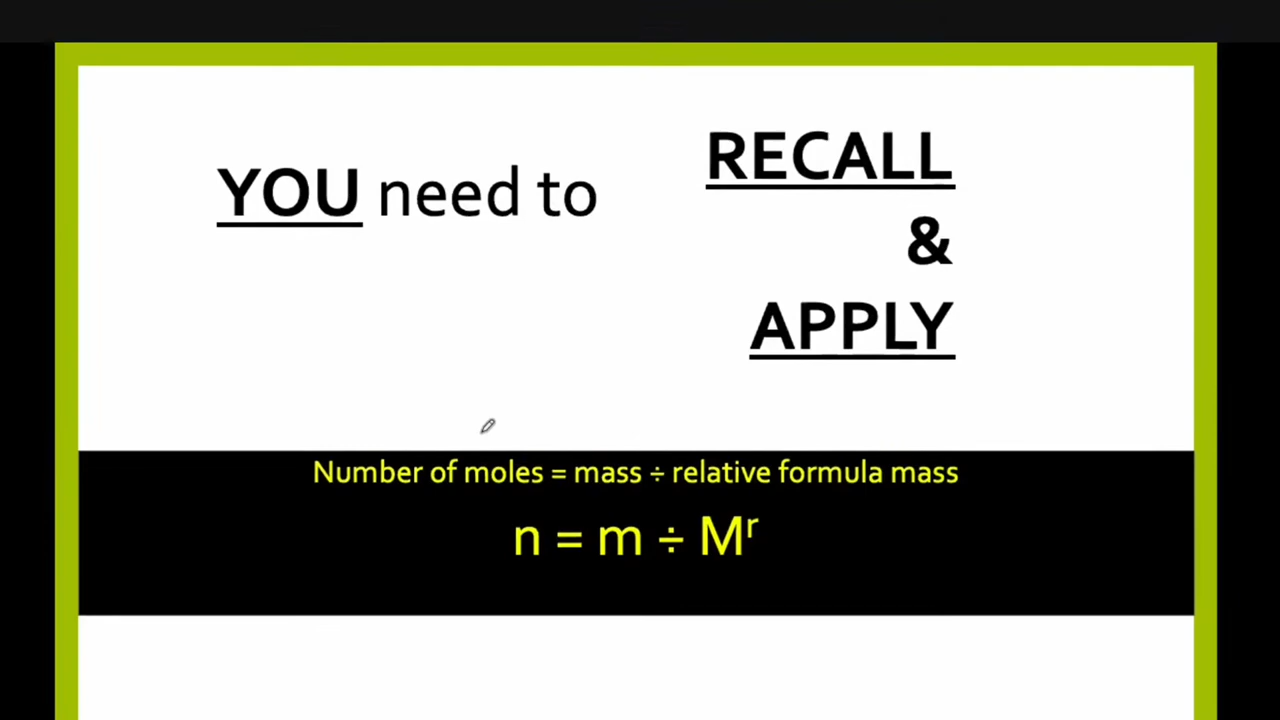 YOU need to
RECALL
&
APPLY
Number of moles = mass ÷ relative formula mass
n = m ÷ Mʳ